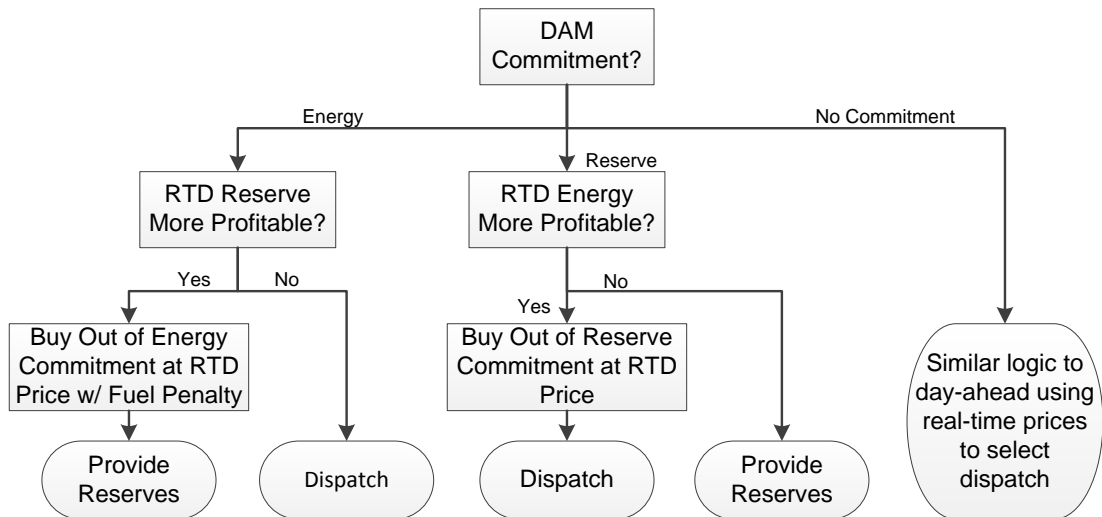 DAM
Commitment?
Energy
No Commitment
Reserve
RTD Reserve
More Profitable?
RTD Energy
More Profitable?
Yes
No
Yes
No
Buy Out of Energy
Commitment at RTD
Price w/ Fuel Penalty
Buy Out of Reserve
Commitment at RTD
Price
Similar logic to
day-ahead using
real-time prices
to select
dispatch
Provide
Reserves
Dispatch
Dispatch
Provide
Reserves